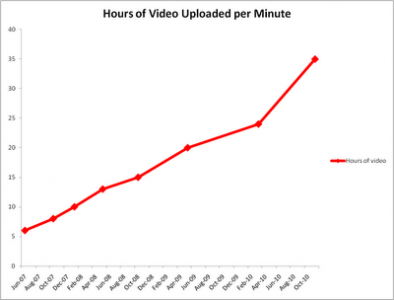 Hours of Video Uploaded per Minute
40
35
30
25
20
15
10
5
0
Hours of video
Jun-07
Aug-07
Oct-07
Dec-07
Feb-08
Apr-08
Jun-08
Aug-08
Oct-08
Dec-08
Feb-09
Apr-09
Jun-09
Aug-09
Oct-09
Dec-09
Feb-10
Apr-10
Jun-10
Aug-10
Oct-10